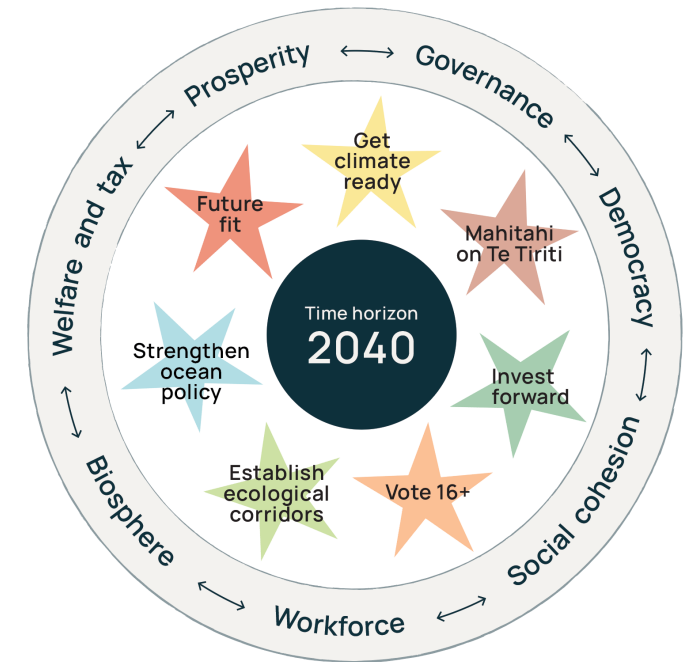 Prosperity
Governance
Democracy
Social cohesion
Workforce
Biosphere
Welfare and tax
Get
climate
ready
Mahitahi
on Te Tiriti
Invest
forward
Vote 16+
Establish
ecological
corridors
Strengthen
ocean
policy
Future
fit
Time horizon
2040